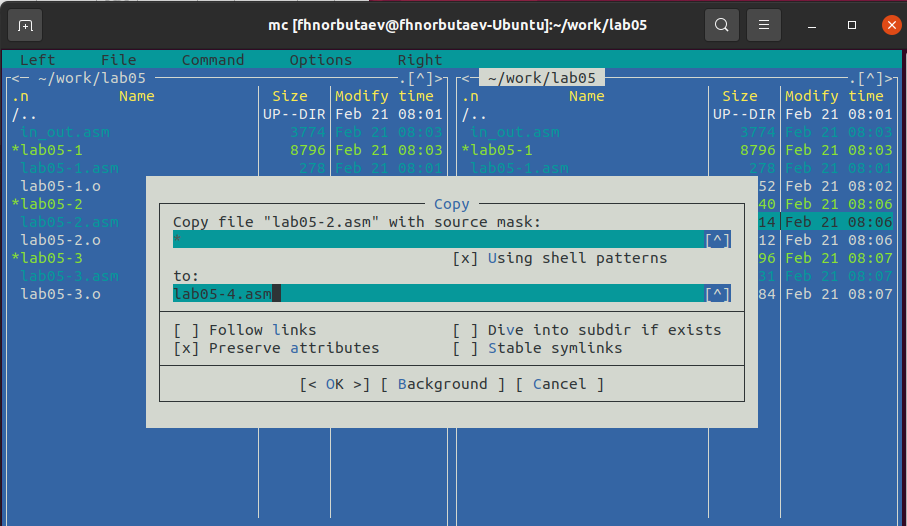 mc [fhnorbutaev@fhnorbutaev-Ubuntu]:~/work/lab05
Left File Command Options Right
<─ ~/work/lab05 ─.[^]>
.n Name Size Modify time
/.. UP--DIR Feb 21 08:01
in_out.asm 3774 Feb 21 08:03
*lab05-1 8796 Feb 21 08:03
lab05-1.asm 278 Feb 21 08:01
lab05-1.o
*lab05-2
lab05-2.asm
lab05-2.o
*lab05-3
lab05-3.asm
lab05-3.o
<─ ~/work/lab05 ─.[^]>
.n Name Size Modify time
/.. UP--DIR Feb 21 08:01
in_out.asm 3774 Feb 21 08:03
*lab05-1 8796 Feb 21 08:03
lab05-1.asm 278 Feb 21 08:01
52 Feb 21 08:02
40 Feb 21 08:06
14 Feb 21 08:06
12 Feb 21 08:06
96 Feb 21 08:07
31 Feb 21 08:07
84 Feb 21 08:07
Copy
Copy file "lab05-2.asm" with source mask:
* [^]
[x] Using shell patterns
to:
lab05-4.asm [^]
[ ] Follow links [ ] Dive into subdir if exists
[x] Preserve attributes [ ] Stable symlinks
[< OK >] [ Background ] [ Cancel ]